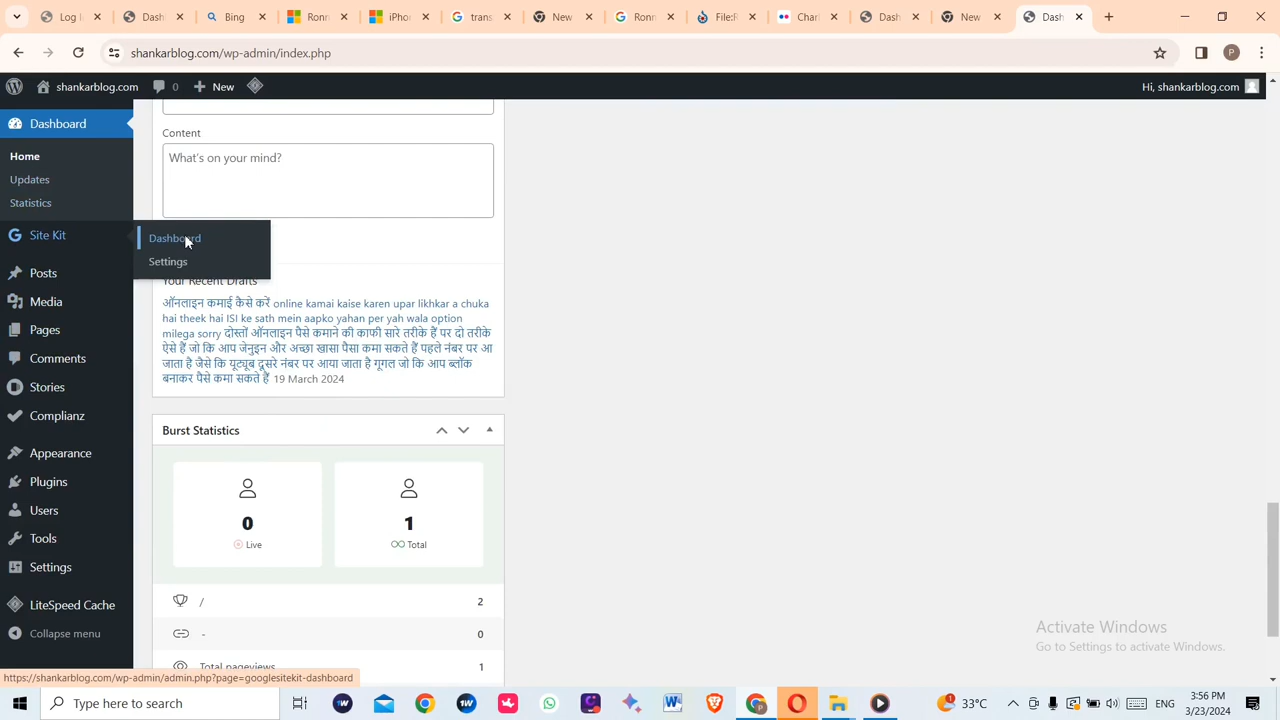 Log I
Dash
Bing
Ronn
iPhon
trans
New
Ronn
File:R
Charl
Dash
New
Dash
shankarblog.com/wp-admin/index.php
P
shankarblog.com
0
New
Hi, shankarblog.com
Dashboard
Home
Updates
Statistics
Site Kit
Dashboard
Settings
Posts
Media
Pages
Comments
Stories
Complianz
Appearance
Plugins
Users
Tools
Settings
LiteSpeed Cache
Collapse menu
Content
What's on your mind?
Your Recent Drafts
ऑनलाइन कमाई कैसे करें online kamai kaise karen upar likhkar a chuka
hai theek hai ISI ke sath mein aapko yahan per yah wala option
milega sorry दोस्तों ऑनलाइन पैसे कमाने की काफी सारे तरीके हैं पर दो तरीके
ऐसे हैं जो कि आप जेनुइन और अच्छा खासा पैसा कमा सकते हैं पहले नंबर पर आ
जाता है जैसे कि यूट्यूब दूसरे नंबर पर आया जाता है गूगल जो कि आप ब्लॉक
बनाकर पैसे कमा सकते हैं 19 March 2024
Burst Statistics
0
Live
1
Total
/ 2
- 0
Total pageviews 1
Activate Windows
Go to Settings to activate Windows.
https://shankarblog.com/wp-admin/admin.php?page=googlesitekit-dashboard
Type here to search
1W
1W
33°C
ENG
3:56 PM
3/23/2024